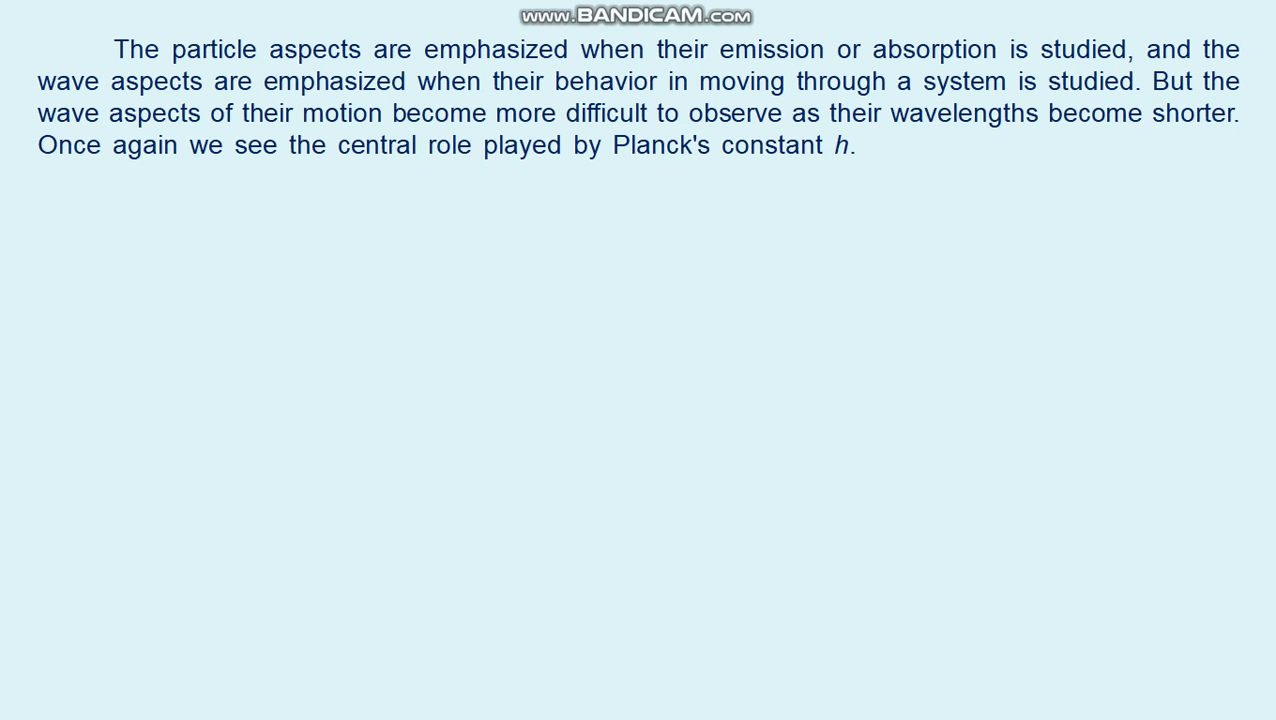 www.BANDICAM.com
The particle aspects are emphasized when their emission or absorption is studied, and the
wave aspects are emphasized when their behavior in moving through a system is studied. But the
wave aspects of their motion become more difficult to observe as their wavelengths become shorter.
Once again we see the central role played by Planck's constant h.